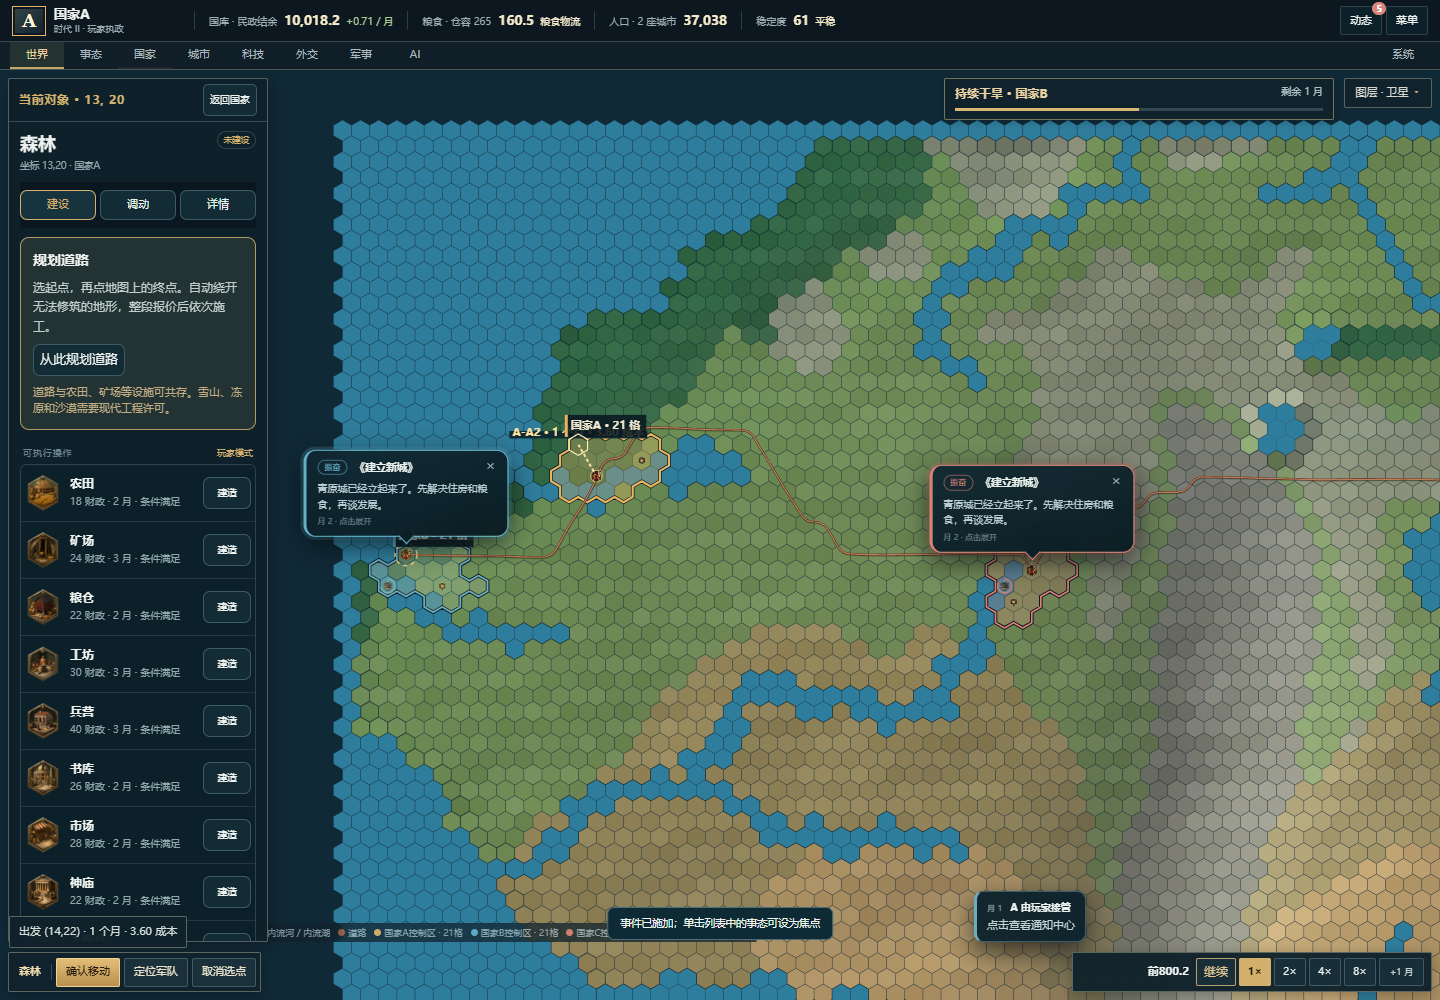 A
国家A
时代 II · 玩家执政
国库 · 民政结余 10,018.2 +0.71 / 月
粮食 · 仓容 265 160.5 粮食物流
人口 · 2 座城市 37,038
稳定度 61 平稳
动态
5
菜单
世界
事态
国家
城市
科技
外交
军事
AI
系统
当前对象 • 13, 20
返回国家
森林
未建设
坐标 13,20 · 国家A
建设
调动
详情
规划道路
选起点，再点地图上的终点。自动绕开
无法修筑的地形，整段报价后依次施
工。
从此规划道路
道路与农田、矿场等设施可共存。雪山、冻
原和沙漠需要现代工程许可。
可执行操作
玩家模式
农田
18 财政 · 2 月 · 条件满足
建造
矿场
24 财政 · 3 月 · 条件满足
建造
粮仓
22 财政 · 2 月 · 条件满足
建造
工坊
30 财政 · 3 月 · 条件满足
建造
兵营
40 财政 · 3 月 · 条件满足
建造
书库
26 财政 · 2 月 · 条件满足
建造
市场
28 财政 · 2 月 · 条件满足
建造
神庙
22 财政 · 2 月 · 条件满足
建造
出发 (14,22) · 1 个月 · 3.60 成本
森林
确认移动
定位军队
取消选点
持续干旱 • 国家B
剩余 1 月
图层 · 卫星
A-A2 • 1
国家A • 21 格
振奋 《建立新城》 ×
青原城已经立起来了。先解决住房和粮
食，再谈发展。
月 2 · 点击展开
振奋 《建立新城》 ×
青原城已经立起来了。先解决住房和粮
食，再谈发展。
月 2 · 点击展开
内流河 / 内流湖
道路
国家A控制区 · 21格
国家B控制区 · 21格
国家C控
事件已施加；单击列表中的事态可设为焦点
月 1 A 由玩家接管
点击查看通知中心
前800.2
继续
1×
2×
4×
8×
+1 月